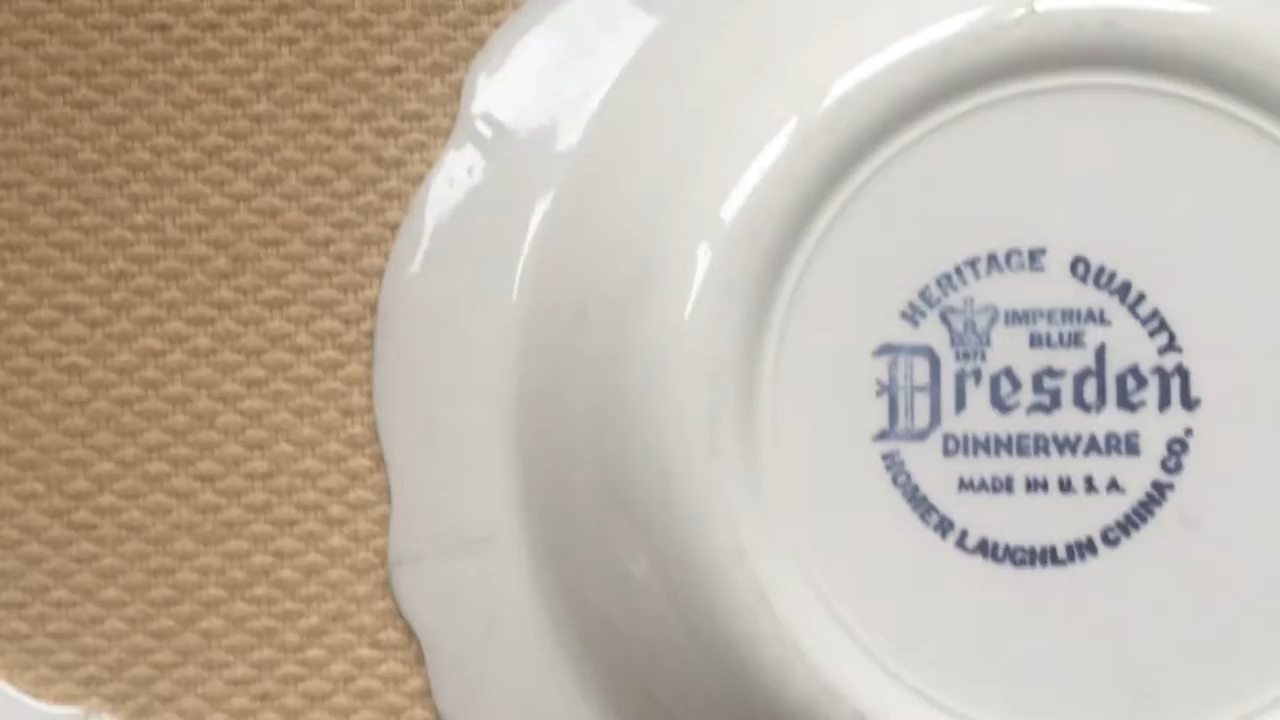 HERITAGE QUALITY
IMPERIAL
BLUE
1871
Dresden
DINNERWARE
MADE IN U.S.A.
HOMER LAUGHLIN CHINA CO.